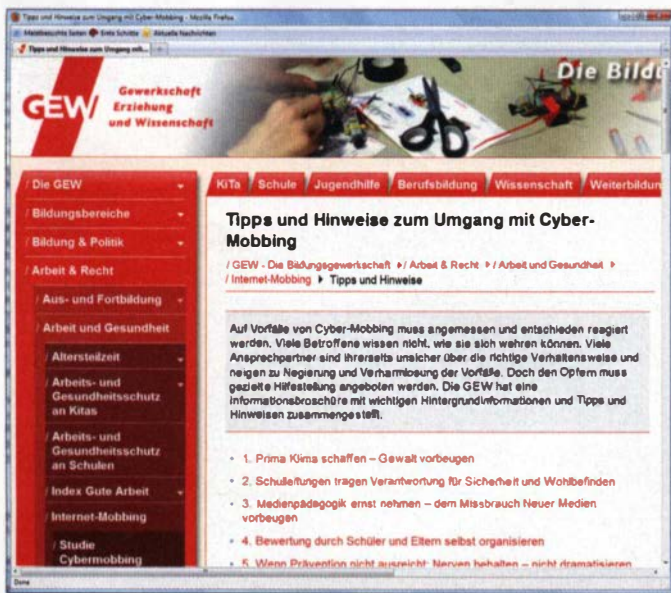 Tipps und Hinweise zum Umgang mit Cyber-Mobbing - Mozilla Firefox
Meistbesuchte Seiten Erste Schritte Aktuelle Nachrichten
Tipps und Hinweise zum Umgang mit...
GEW
Gewerkschaft
Erziehung
und Wissenschaft
Die Bildu
/ Die GEW
/ Bildungsbereiche
/ Bildung & Politik
/ Arbeit & Recht
/ Aus- und Fortbildung
/ Arbeit und Gesundheit
/ Altersteilzeit
/ Arbeits- und
Gesundheitsschutz
an Kitas
/ Arbeits- und
Gesundheitsschutz
an Schulen
/ Index Gute Arbeit
/ Internet-Mobbing
/ Studie
Cybermobbing
KiTa / Schule / Jugendhilfe / Berufsbildung / Wissenschaft / Weiterbildun
Tipps und Hinweise zum Umgang mit Cyber-
Mobbing
/ GEW - Die Bildungsgewerkschaft / Arbeit & Recht / Arbeit und Gesundheit
/ Internet-Mobbing Tipps und Hinweise
Auf Vorfälle von Cyber-Mobbing muss angemessen und entschieden reagiert
werden. Viele Betroffene wissen nicht, wie sie sich wehren können. Viele
Ansprechpartner sind ihrerseits unsicher über die richtige Verhaltensweise und
neigen zu Negierung und Verharmlosung der Vorfälle. Doch den Opfern muss
gezielte Hilfestellung angeboten werden. Die GEW hat eine
Informationsbroschüre mit wichtigen Hintergrundinformationen und Tipps und
Hinweisen zusammengestellt.
1. Prima Klima schaffen – Gewalt vorbeugen
2. Schulleitungen tragen Verantwortung für Sicherheit und Wohlbefinden
3. Medienpädagogik ernst nehmen – dem Missbrauch Neuer Medien
vorbeugen
4. Bewertung durch Schüler und Eltern selbst organisieren
5. Wenn Prävention nicht ausreicht: Nerven behalten – nicht dramatisieren
Done